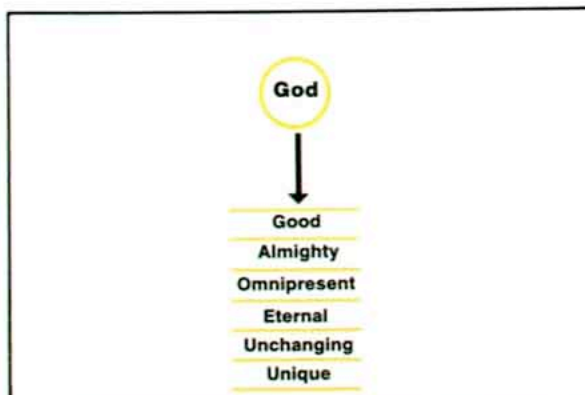 God
Good
Almighty
Omnipresent
Eternal
Unchanging
Unique